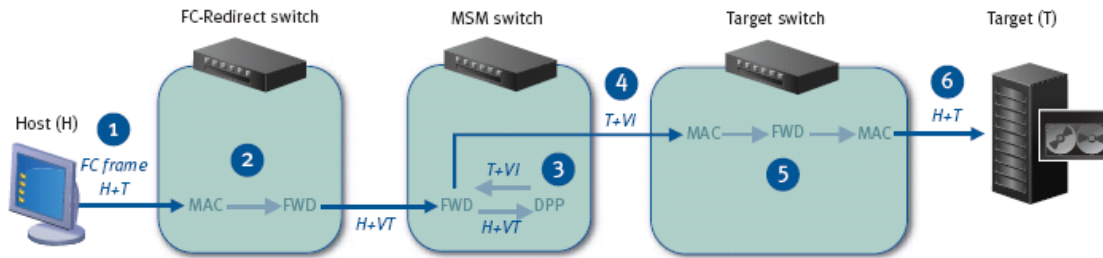 FC-Redirect switch
MSM switch
Target switch
Target (T)
Host (H)
1
FC frame
H+T
2
MAC
FWD
H+VT
3
T+VI
FWD
DPP
H+VT
4
T+VI
MAC
FWD
MAC
5
6
H+T